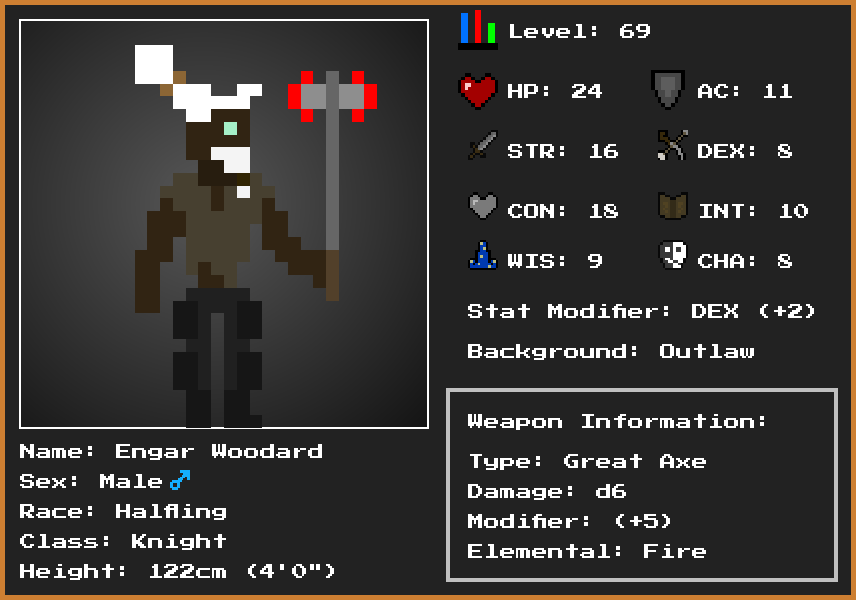 Level: 69
HP: 24 AC: 11
STR: 16 DEX: 8
CON: 18 INT: 10
WIS: 9 CHA: 8
Stat Modifier: DEX (+2)
Background: Outlaw
Weapon Information:
Type: Great Axe
Damage: d6
Modifier: (+5)
Elemental: Fire
Name: Engar Woodard
Sex: Male ♂
Race: Halfling
Class: Knight
Height: 122cm (4'0")